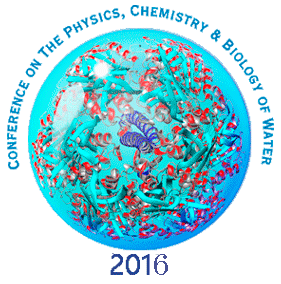 Conference on The Physics, Chemistry & Biology of Water
2016